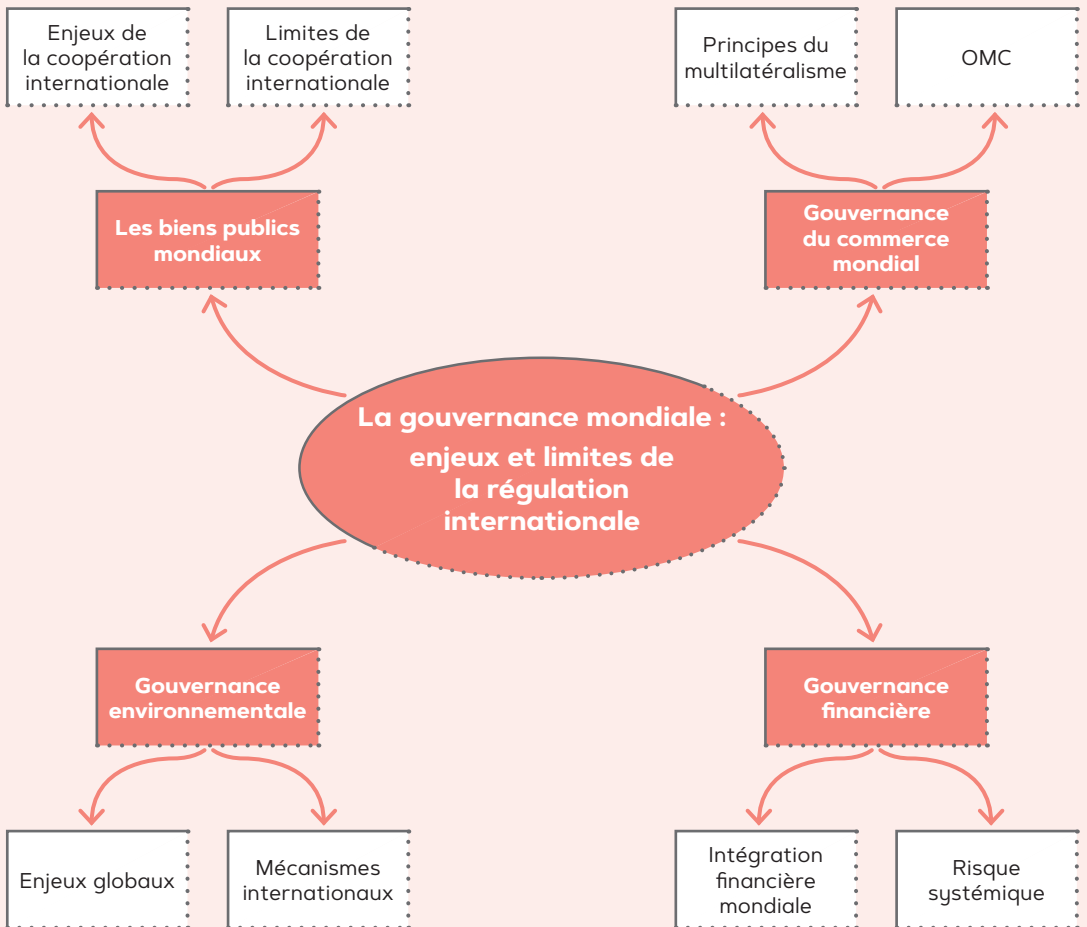 Enjeux de
la coopération
internationale
Limites de
la coopération
internationale
Principes du
multilatéralisme
OMC
Les biens publics
mondiaux
Gouvernance
du commerce
mondial
La gouvernance mondiale :
enjeux et limites de
la régulation
internationale
Gouvernance
environnementale
Gouvernance
financière
Enjeux globaux
Mécanismes
internationaux
Intégration
financière
mondiale
Risque
systémique